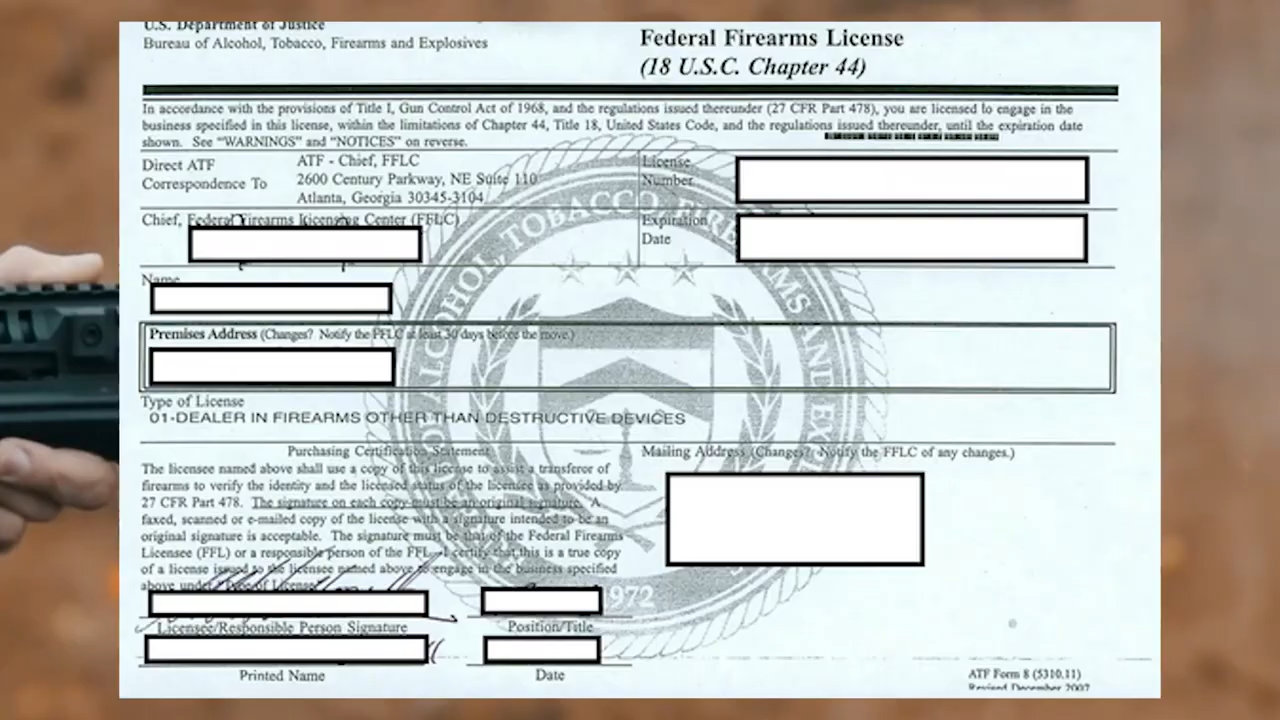 U.S. Department of Justice
Bureau of Alcohol, Tobacco, Firearms and Explosives
Federal Firearms License
(18 U.S.C. Chapter 44)
In accordance with the provisions of Title I, Gun Control Act of 1968, and the regulations issued thereunder (27 CFR Part 478), you are licensed to engage in the
business specified in this license, within the limitations of Chapter 44, Title 18, United States Code, and the regulations issued thereunder, until the expiration date
shown. See "WARNINGS" and "NOTICES" on reverse.
Direct ATF
Correspondence To
ATF - Chief, FFLC
2600 Century Parkway, NE Suite 110
Atlanta, Georgia 30345-3104
License
Number
Chief, Federal Firearms Licensing Center (FFLC)
Expiration
Date
Name
Premises Address (Changes? Notify the FFLC at least 30 days before the move.)
Type of License
01-DEALER IN FIREARMS OTHER THAN DESTRUCTIVE DEVICES
Purchasing Certification Statement
The licensee named above shall use a copy of this license to assist a transferor of
firearms to verify the identity and the licensed status of the licensee as provided by
27 CFR Part 478. The signature on each copy must be an original signature. A
faxed, scanned or e-mailed copy of the license with a signature intended to be an
original signature is acceptable. The signature must be that of the Federal Firearms
Licensee (FFL) or a responsible person of the FFL. I certify that this is a true copy
of a license issued to the licensee named above to engage in the business specified
above under "Type of License"
Mailing Address (Changes? Notify the FFLC of any changes.)
Licensee/Responsible Person Signature
Position/Title
Printed Name
Date
ALCOHOL, TOBACCO, FIREARMS AND
1972
ATF Form 8 (5310.11)
Revised December 2007